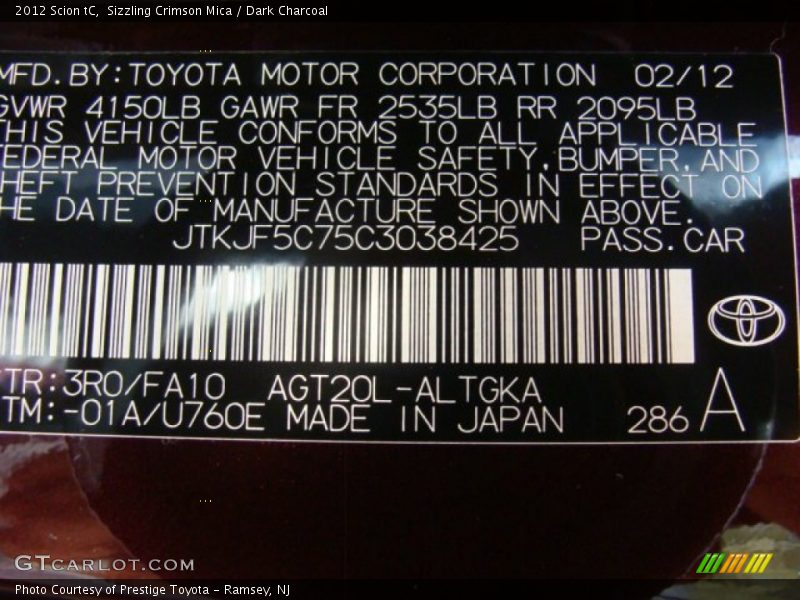 2012 Scion tC,  Sizzling Crimson Mica / Dark Charcoal
MFD.BY:TOYOTA MOTOR CORPORATION 02/12
GVWR 4150LB GAWR FR 2535LB RR 2095LB
THIS VEHICLE CONFORMS TO ALL APPLICABLE
FEDERAL MOTOR VEHICLE SAFETY,BUMPER,AND
THEFT PREVENTION STANDARDS IN EFFECT ON
THE DATE OF MANUFACTURE SHOWN ABOVE.
JTKJF5C75C3038425 PASS.CAR
TR:3R0/FA10 AGT20L-ALTGKA
TM:-01A/U760E MADE IN JAPAN 286 A
GTCARLOT.COM
Photo Courtesy of Prestige Toyota - Ramsey, NJ